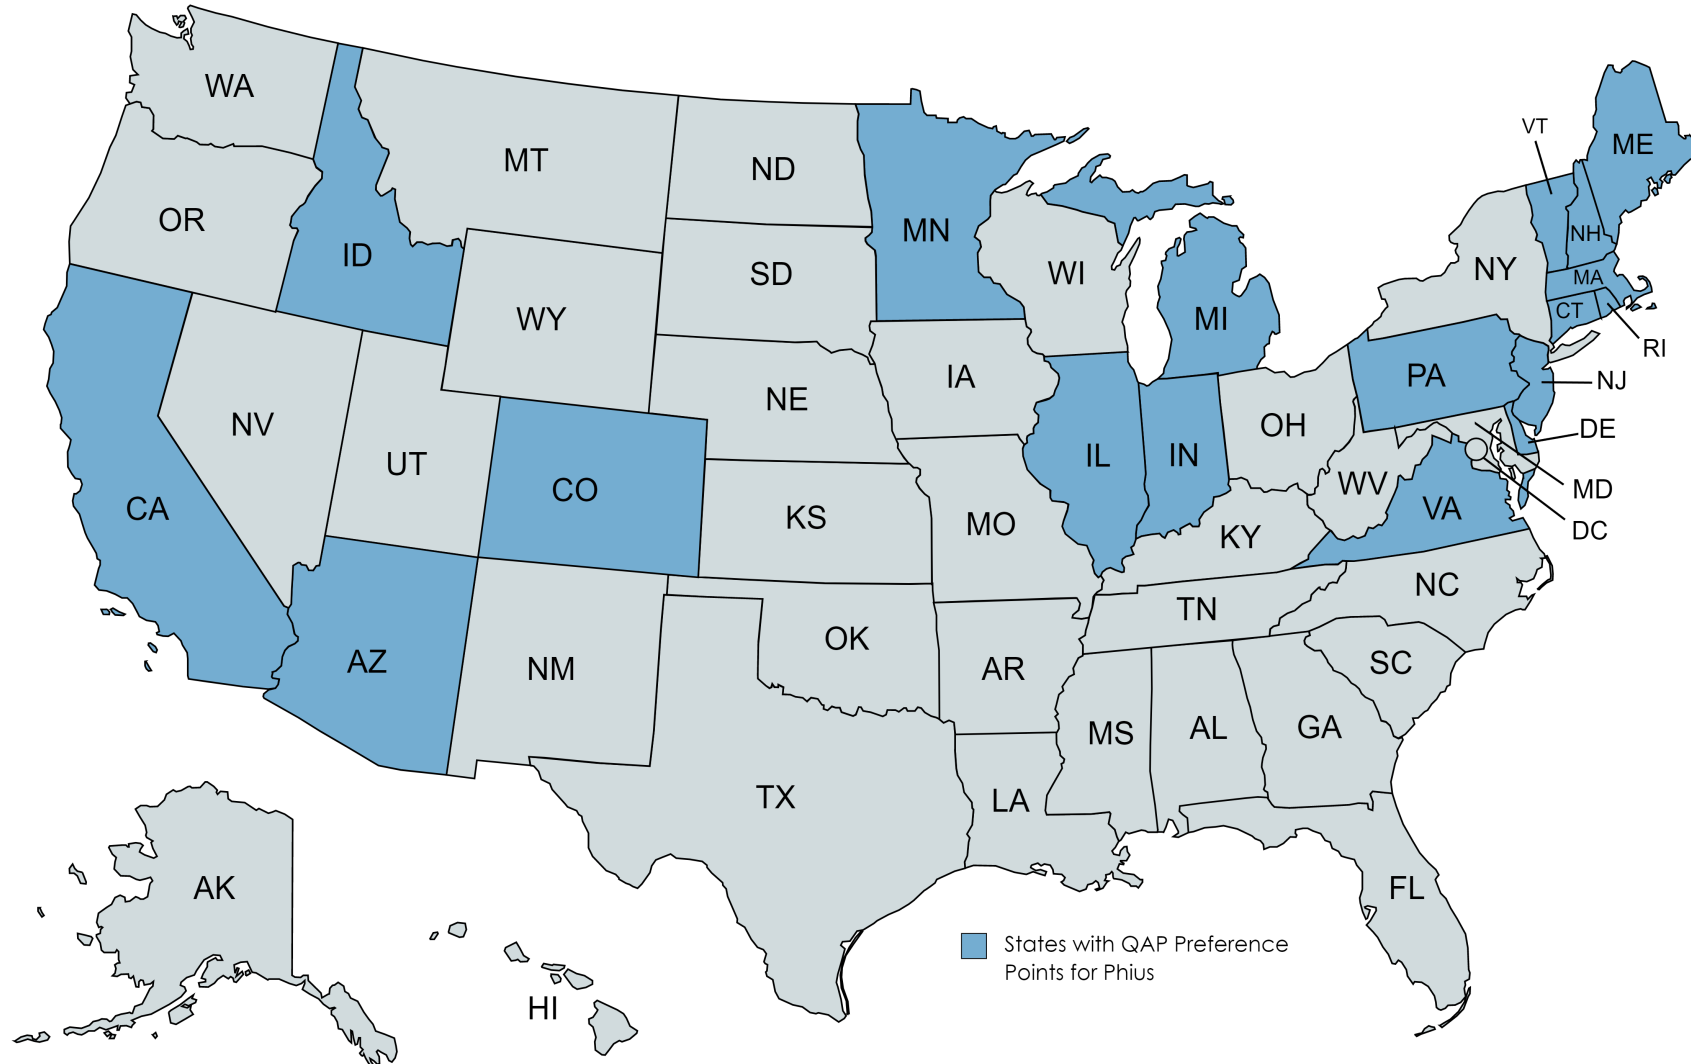 WA
MT
ND
MN
VT
ME
OR
ID
SD
WI
NH
NY
MA
WY
MI
CT
RI
IA
PA
NJ
NE
NV
UT
CO
IL
IN
OH
DE
WV
MD
CA
KS
MO
KY
VA
DC
AZ
NM
OK
AR
TN
NC
SC
TX
LA
MS
AL
GA
AK
FL
HI
States with QAP Preference
Points for Phius